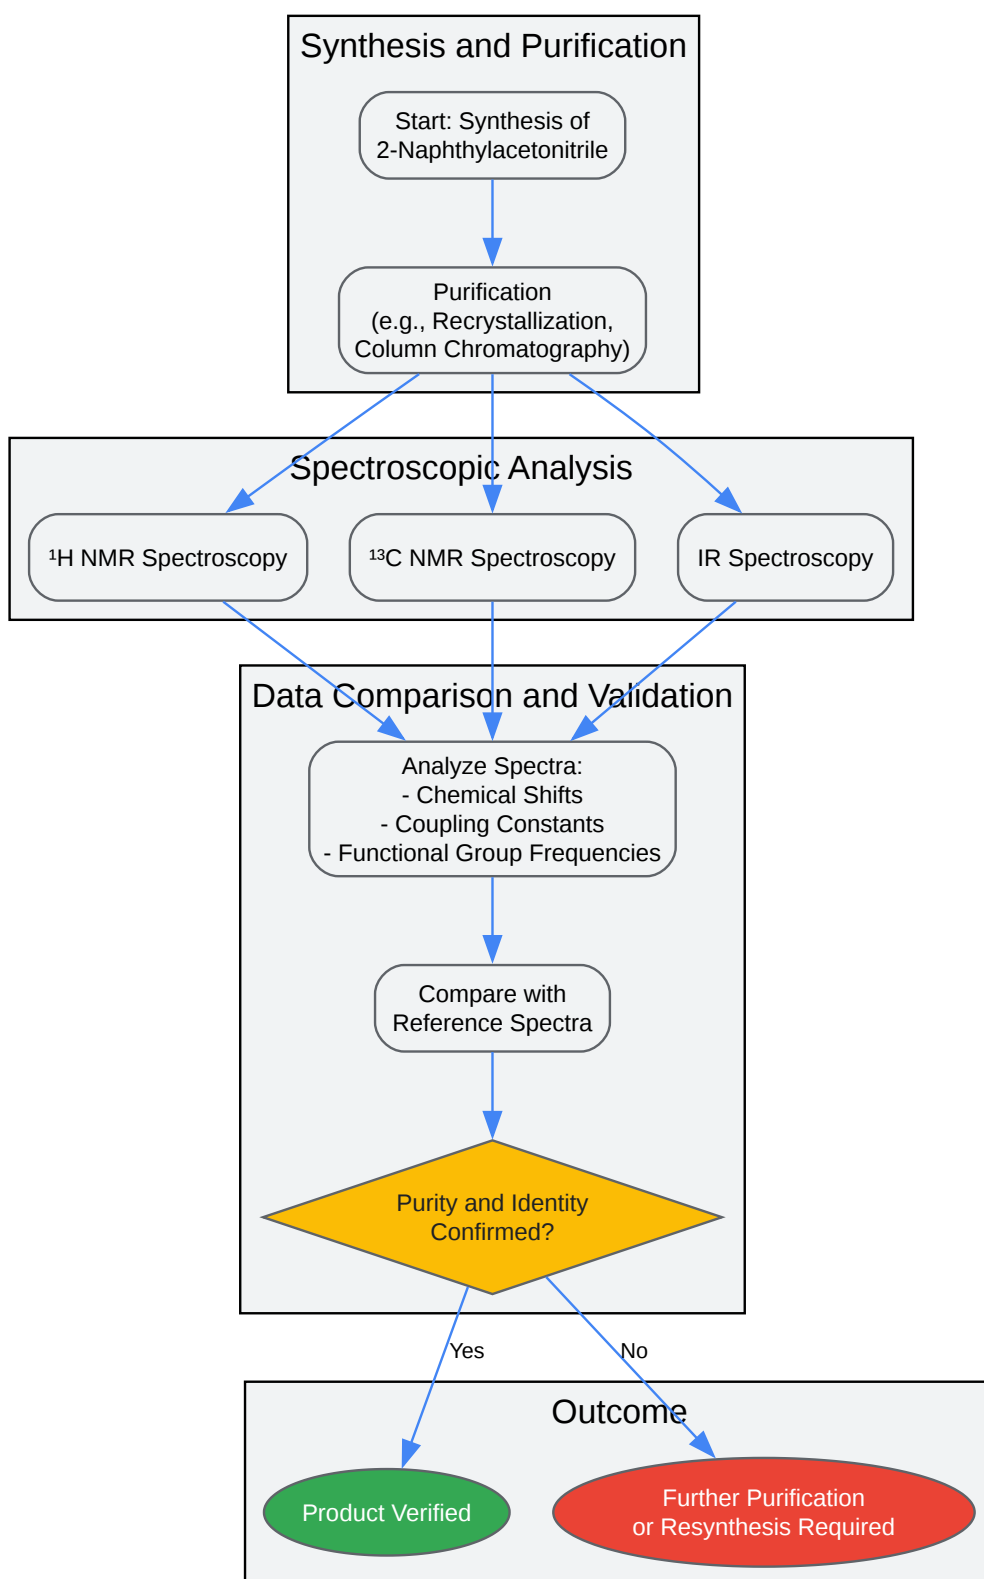 Synthesis and Purification
Start: Synthesis of
2-Naphthylacetonitrile
Purification
(e.g., Recrystallization,
Column Chromatography)
Spectroscopic Analysis
¹H NMR Spectroscopy
¹³C NMR Spectroscopy
IR Spectroscopy
Data Comparison and Validation
Analyze Spectra:
- Chemical Shifts
- Coupling Constants
- Functional Group Frequencies
Compare with
Reference Spectra
Purity and Identity
Confirmed?
Yes
No
Outcome
Product Verified
Further Purification
or Resynthesis Required